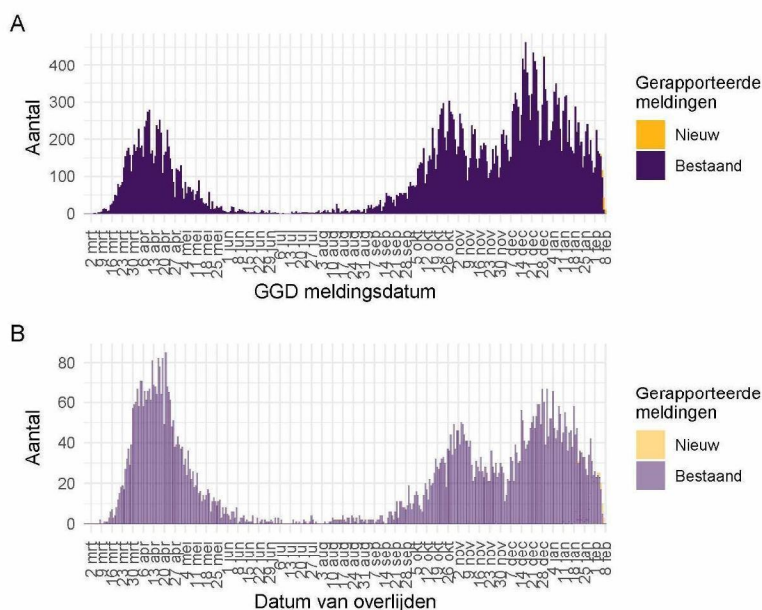 A
Aantal
400
300
200
100
0
2 mrt
9 mrt
16 mrt
23 mrt
30 mrt
6 apr
13 apr
20 apr
27 apr
4 mei
11 mei
18 mei
25 mei
1 jun
8 jun
15 jun
22 jun
29 jun
6 jul
13 jul
20 jul
27 jul
3 aug
10 aug
17 aug
24 aug
31 aug
7 sep
14 sep
21 sep
28 sep
5 okt
12 okt
19 okt
26 okt
2 nov
9 nov
16 nov
23 nov
30 nov
7 dec
14 dec
21 dec
28 dec
4 jan
11 jan
18 jan
25 jan
1 feb
8 feb
GGD meldingsdatum
Gerapporteerde
meldingen
Nieuw
Bestaand
B
Aantal
80
60
40
20
0
2 mrt
9 mrt
16 mrt
23 mrt
30 mrt
6 apr
13 apr
20 apr
27 apr
4 mei
11 mei
18 mei
25 mei
1 jun
8 jun
15 jun
22 jun
29 jun
6 jul
13 jul
20 jul
27 jul
3 aug
10 aug
17 aug
24 aug
31 aug
7 sep
14 sep
21 sep
28 sep
5 okt
12 okt
19 okt
26 okt
2 nov
9 nov
16 nov
23 nov
30 nov
7 dec
14 dec
21 dec
28 dec
4 jan
11 jan
18 jan
25 jan
1 feb
8 feb
Datum van overlijden
Gerapporteerde
meldingen
Nieuw
Bestaand